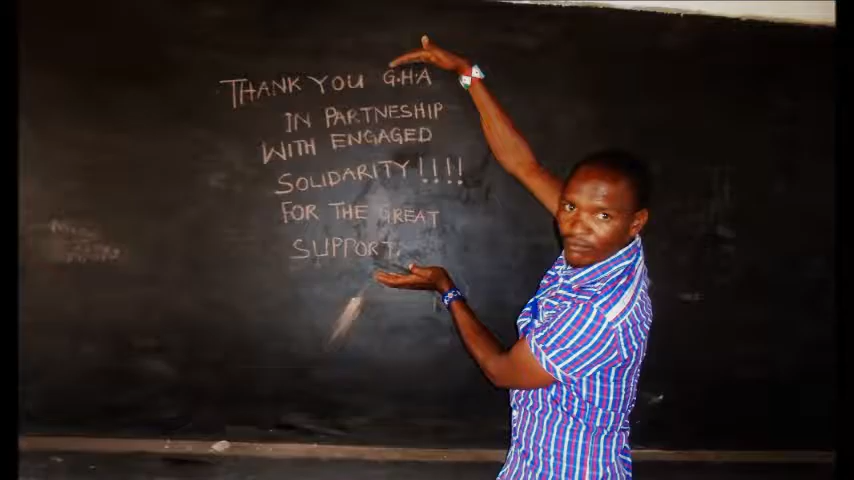 THANK YOU G.H.A
IN PARTNESHIP
WITH ENGAGED
SOLIDARITY !!!!
FOR THE GREAT
SUPPORT.